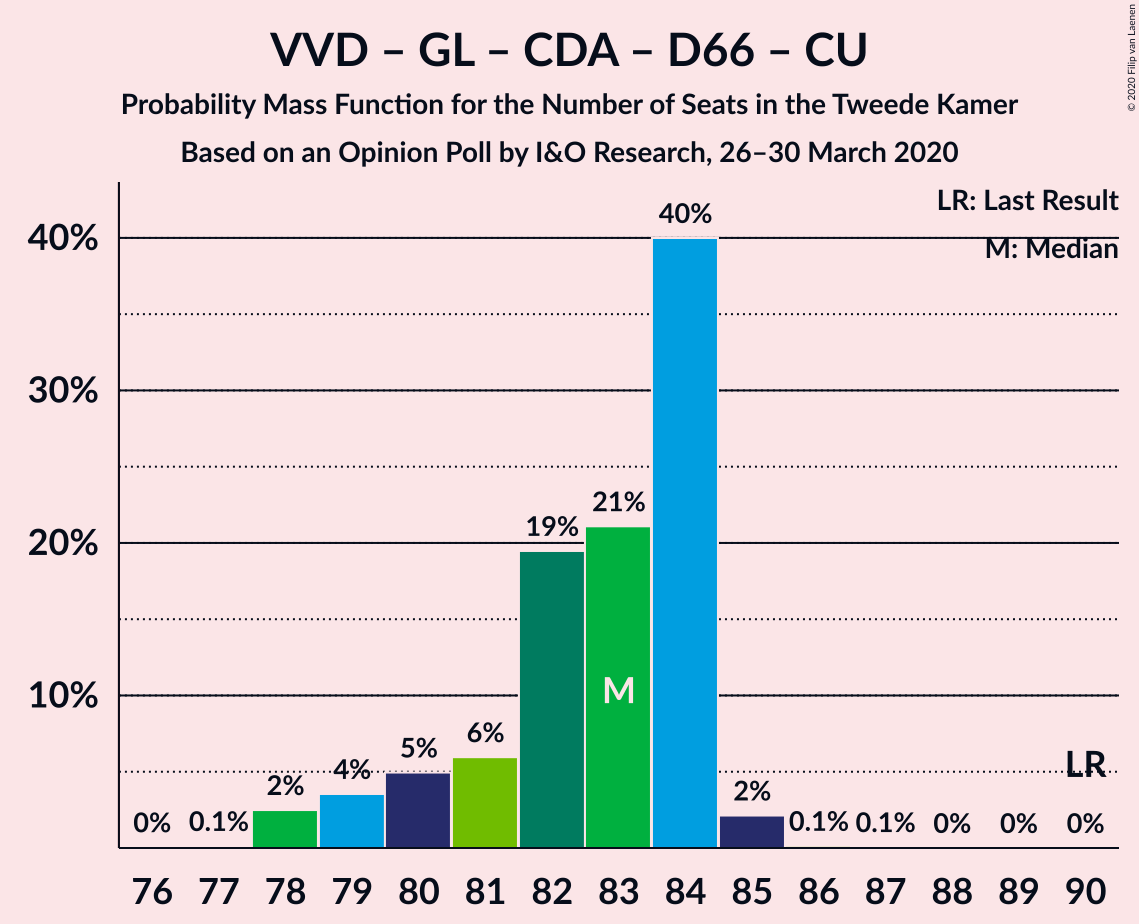 VVD – GL – CDA – D66 – CU
Probability Mass Function for the Number of Seats in the Tweede Kamer
Based on an Opinion Poll by I&O Research, 26–30 March 2020
© 2020 Filip van Laenen
LR: Last Result
M: Median
40%
30%
20%
10%
0% 0.1% 2% 4% 5% 6% 19% 21% 40% 2% 0.1% 0.1% 0% 0% 0%
M
LR
76 77 78 79 80 81 82 83 84 85 86 87 88 89 90